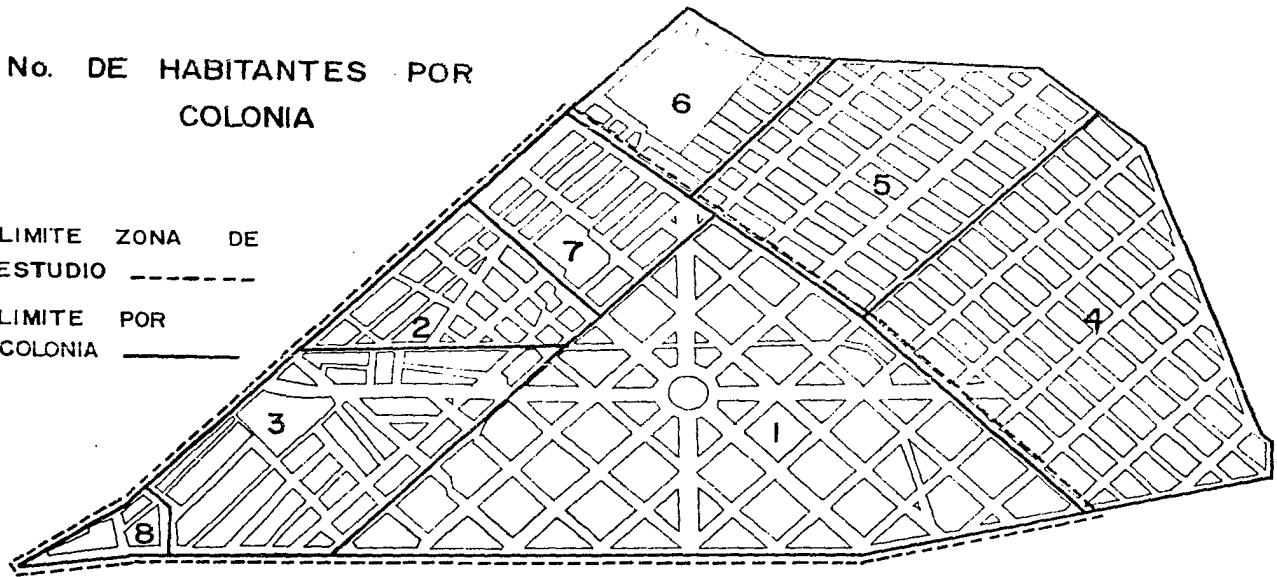 No. DE HABITANTES POR
COLONIA
LIMITE ZONA DE
ESTUDIO
LIMITE POR
COLONIA
6
5
7
4
2
3
1
8